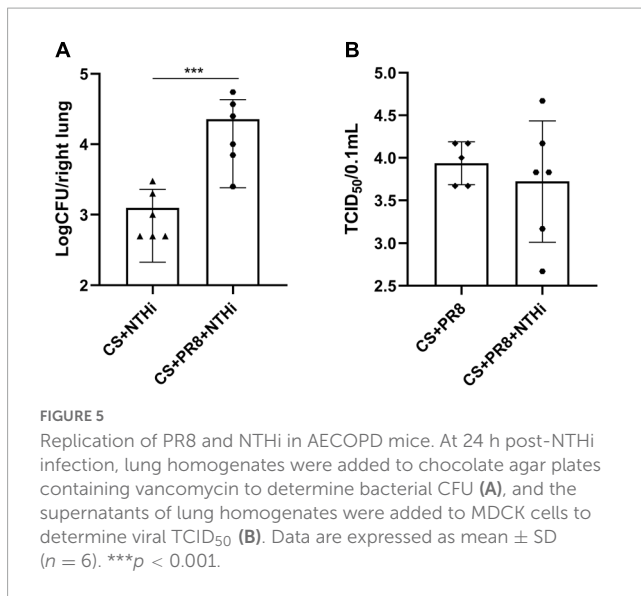 A
B
***
5
4
3
2
LogCFU/right lung
CS+NTHi
CS+PR8+NTHi
5.0
4.5
4.0
3.5
3.0
2.5
TCID50/0.1mL
CS+PR8
CS+PR8+NTHi
FIGURE 5
Replication of PR8 and NTHi in AECOPD mice. At 24 h post-NTHi
infection, lung homogenates were added to chocolate agar plates
containing vancomycin to determine bacterial CFU (A), and the
supernatants of lung homogenates were added to MDCK cells to
determine viral TCID50 (B). Data are expressed as mean ± SD
(n = 6). ***p < 0.001.